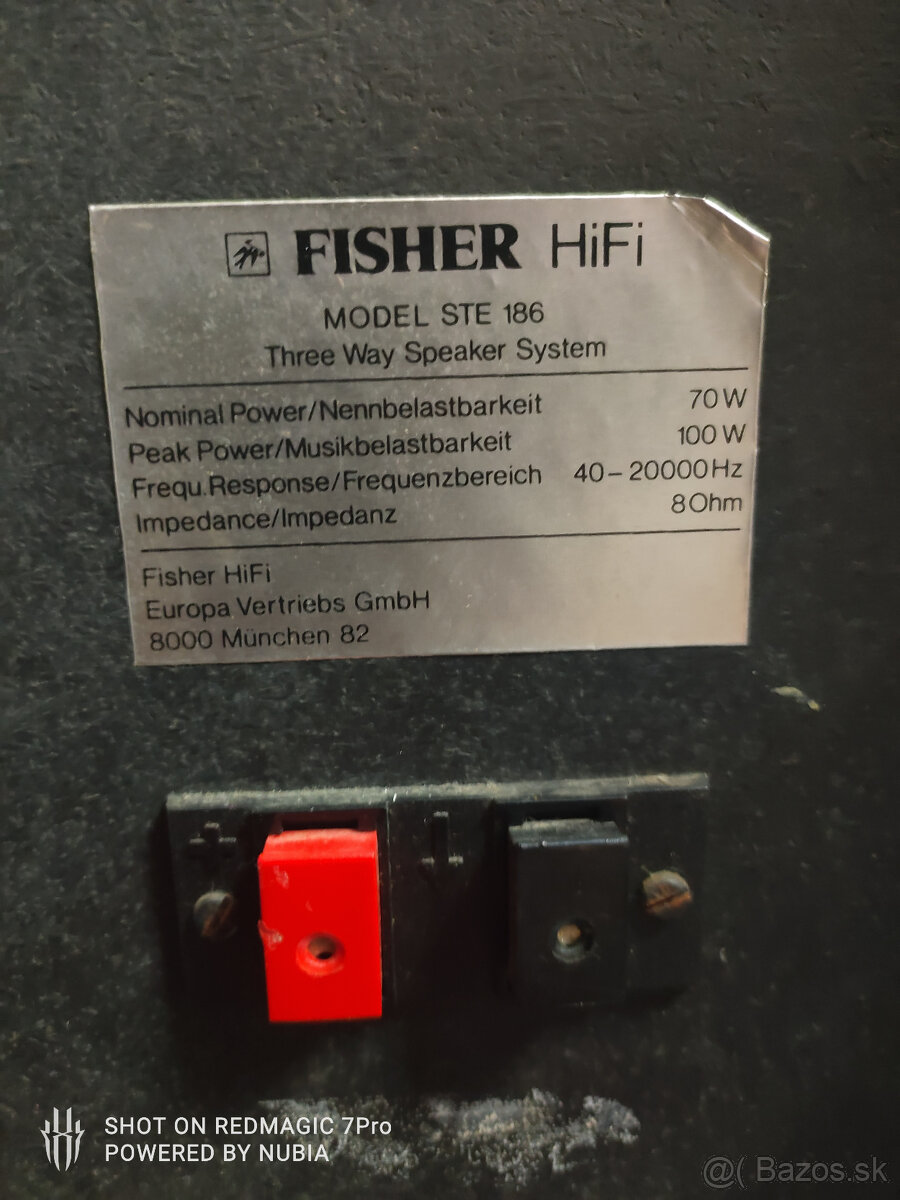 FISHER HiFi
MODEL STE 186
Three Way Speaker System
Nominal Power/Nennbelastbarkeit 70 W
Peak Power/Musikbelastbarkeit 100 W
Frequ.Response/Frequenzbereich 40–20000 Hz
Impedance/Impedanz 8 Ohm
Fisher HiFi
Europa Vertriebs GmbH
8000 München 82
+
SHOT ON REDMAGIC 7Pro
POWERED BY NUBIA
@( Bazos.sk